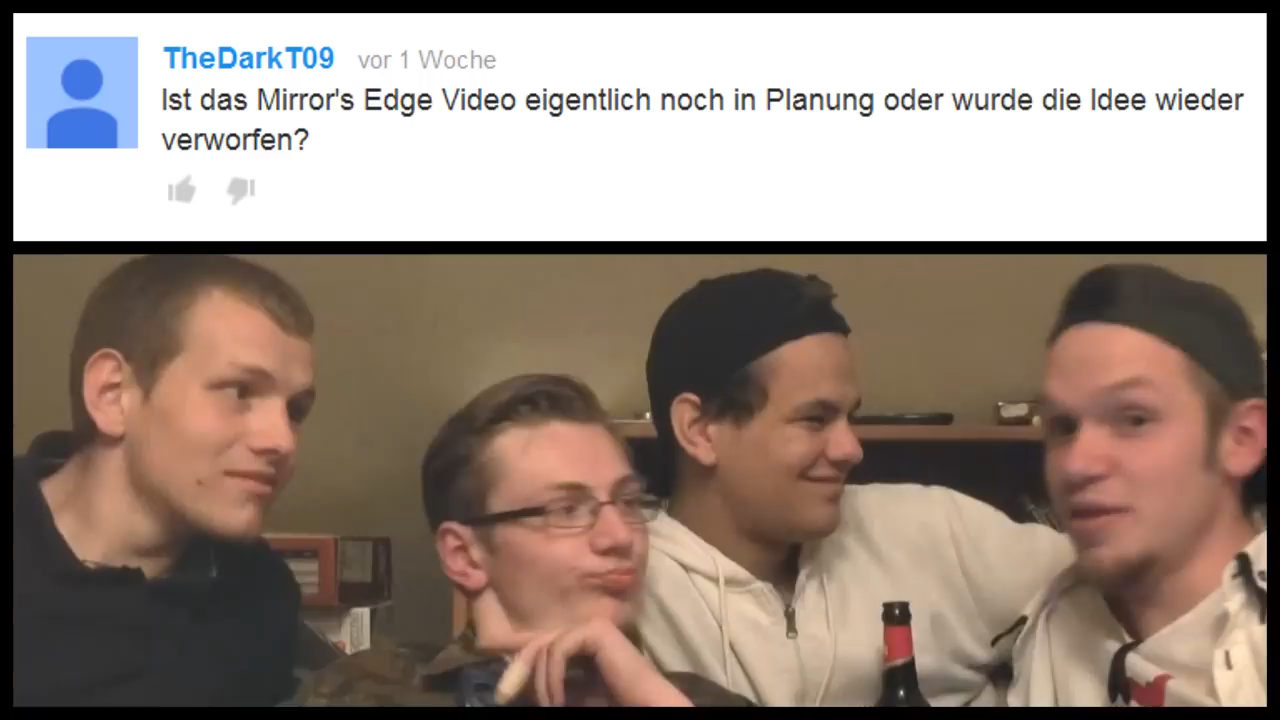 TheDarkT09 vor 1 Woche
Ist das Mirror's Edge Video eigentlich noch in Planung oder wurde die Idee wieder
verworfen?